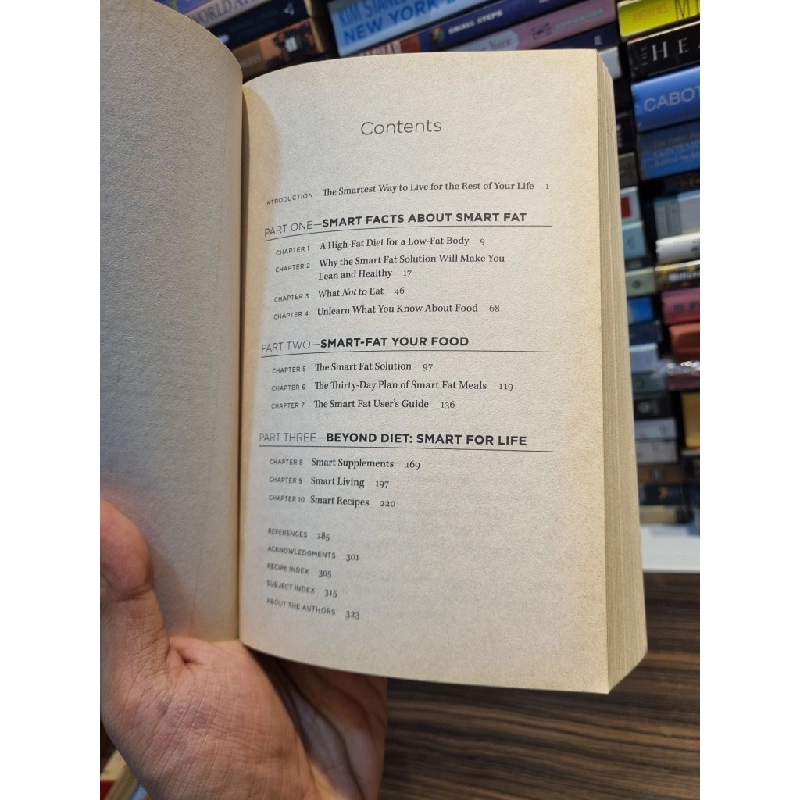 KIM STANLEY
NEW YORK
SMALL STEPS
HEA
CABOT
Contents
INTRODUCTION The Smartest Way to Live for the Rest of Your Life 1
PART ONE—SMART FACTS ABOUT SMART FAT
CHAPTER 1 A High-Fat Diet for a Low-Fat Body 9
CHAPTER 2 Why the Smart Fat Solution Will Make You
Lean and Healthy 17
CHAPTER 3 What Not to Eat 46
CHAPTER 4 Unlearn What You Know About Food 68
PART TWO—SMART-FAT YOUR FOOD
CHAPTER 5 The Smart Fat Solution 97
CHAPTER 6 The Thirty-Day Plan of Smart Fat Meals 119
CHAPTER 7 The Smart Fat User's Guide 136
PART THREE—BEYOND DIET: SMART FOR LIFE
CHAPTER 8 Smart Supplements 169
CHAPTER 9 Smart Living 197
CHAPTER 10 Smart Recipes 220
REFERENCES 285
ACKNOWLEDGMENTS 301
RECIPE INDEX 305
SUBJECT INDEX 315
ABOUT THE AUTHORS 323